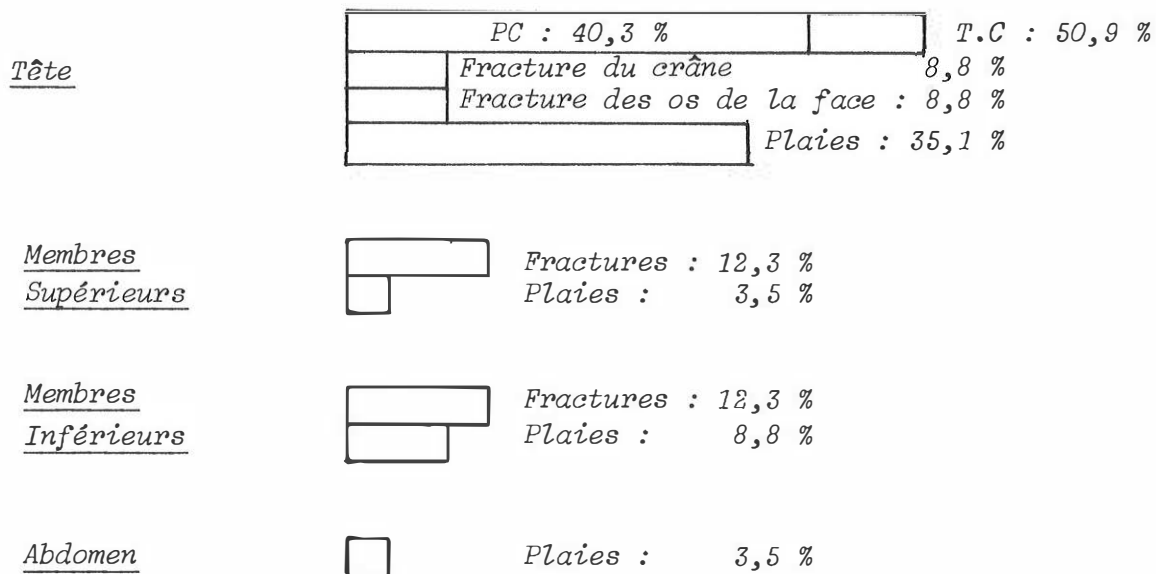 PC : 40,3 % T.C : 50,9 %
Tête
Fracture du crâne 8,8 %
Fracture des os de la face : 8,8 %
Plaies : 35,1 %
Membres
Supérieurs
Fractures : 12,3 %
Plaies : 3,5 %
Membres
Inférieurs
Fractures : 12,3 %
Plaies : 8,8 %
Abdomen
Plaies : 3,5 %